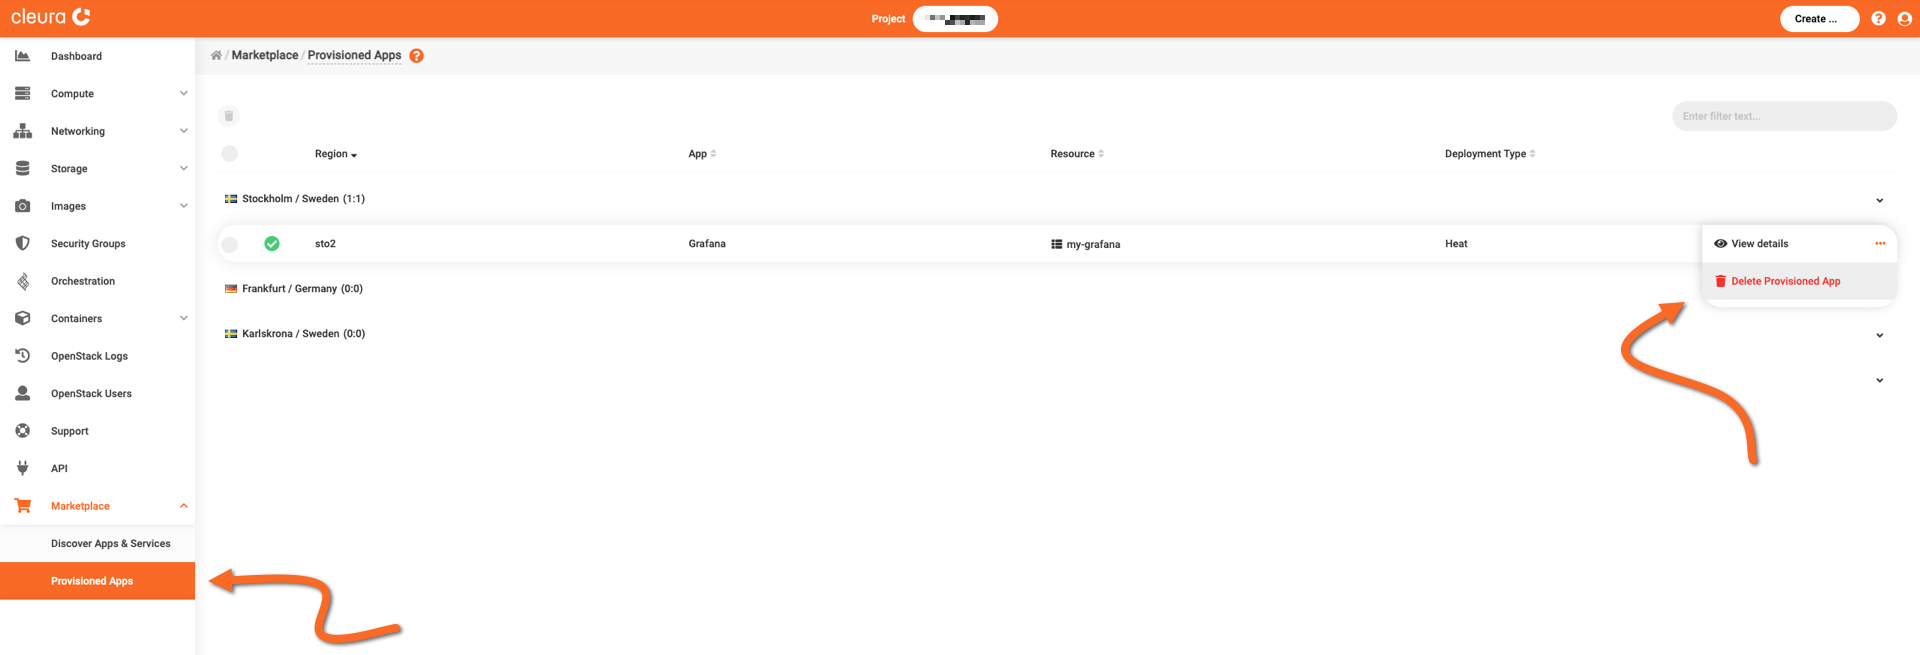 cleura
Project
Create ...
Dashboard
Compute
Networking
Storage
Images
Security Groups
Orchestration
Containers
OpenStack Logs
OpenStack Users
Support
API
Marketplace
Discover Apps & Services
Provisioned Apps
/ Marketplace / Provisioned Apps ?
Enter filter text...
Region App Resource Deployment Type
Stockholm / Sweden (1:1)
sto2 Grafana my-grafana Heat
View details ...
Delete Provisioned App
Frankfurt / Germany (0:0)
Karlskrona / Sweden (0:0)